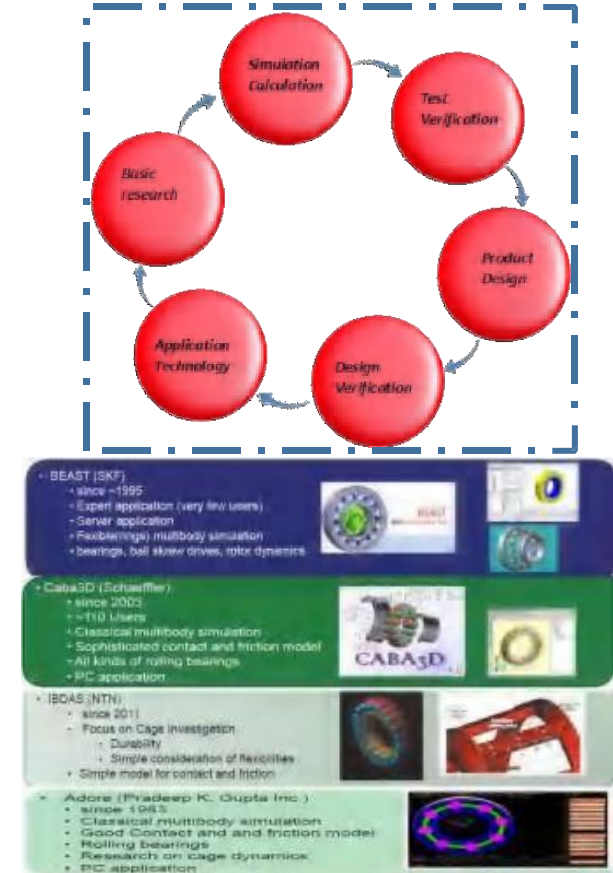 Simulation
Calculation
Test
Verification
Basic
research
Product
Design
Application
Technology
Design
Verification
• BEAST (SKF)
• since ~1995
• Expert application (very few users)
• Server application
• multibody simulation
• bearings, ball skrew drives, rotor dynamics
BEAST
• Caba3D (Schaeffler)
• since 2003
• ~110 Users
• Classical multibody simulation
• Sophisticated contact and friction model
• All kinds of rolling bearings
• PC application
CABA3D
• IBDAS (NTN)
• since 2011
• Focus on Cage Investigation
• Durability
• Simple consideration of flexibilities
• Simple model for contact and friction
• Adore (Pradeep K. Gupta Inc.)
• since 1983
• Classical multibody simulation
• Good Contact and and friction model
• Rolling bearings
• Research on cage dynamics
• PC application